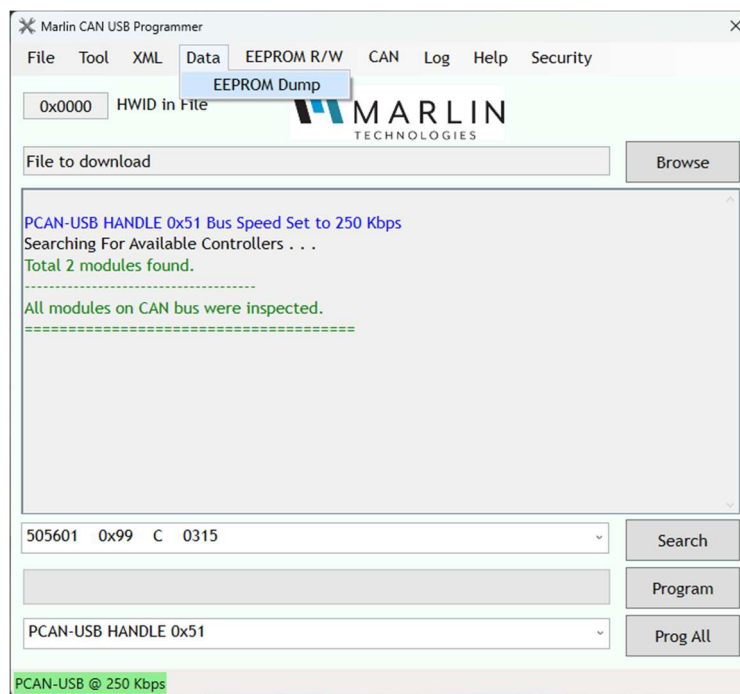 Marlin CAN USB Programmer
File Tool XML Data EEPROM R/W CAN Log Help Security
EEPROM Dump
0x0000 HWID in File
MARLIN
TECHNOLOGIES
File to download Browse
PCAN-USB HANDLE 0x51 Bus Speed Set to 250 Kbps
Searching For Available Controllers . . .
Total 2 modules found.
-------------------------------------
All modules on CAN bus were inspected.
======================================
505601 0x99 C 0315 Search
Program
PCAN-USB HANDLE 0x51 Prog All
PCAN-USB @ 250 Kbps